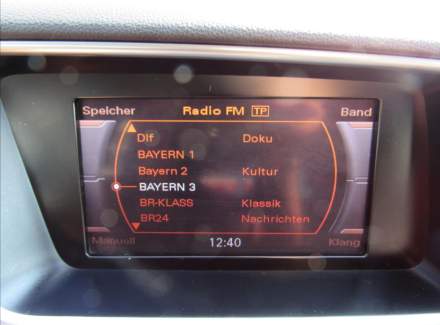 Speicher Radio FM TP Band
Dlf Doku
BAYERN 1
Bayern 2 Kultur
BAYERN 3
BR-KLASS Klassik
BR24 Nachrichten
Manuell 12:40 Klang